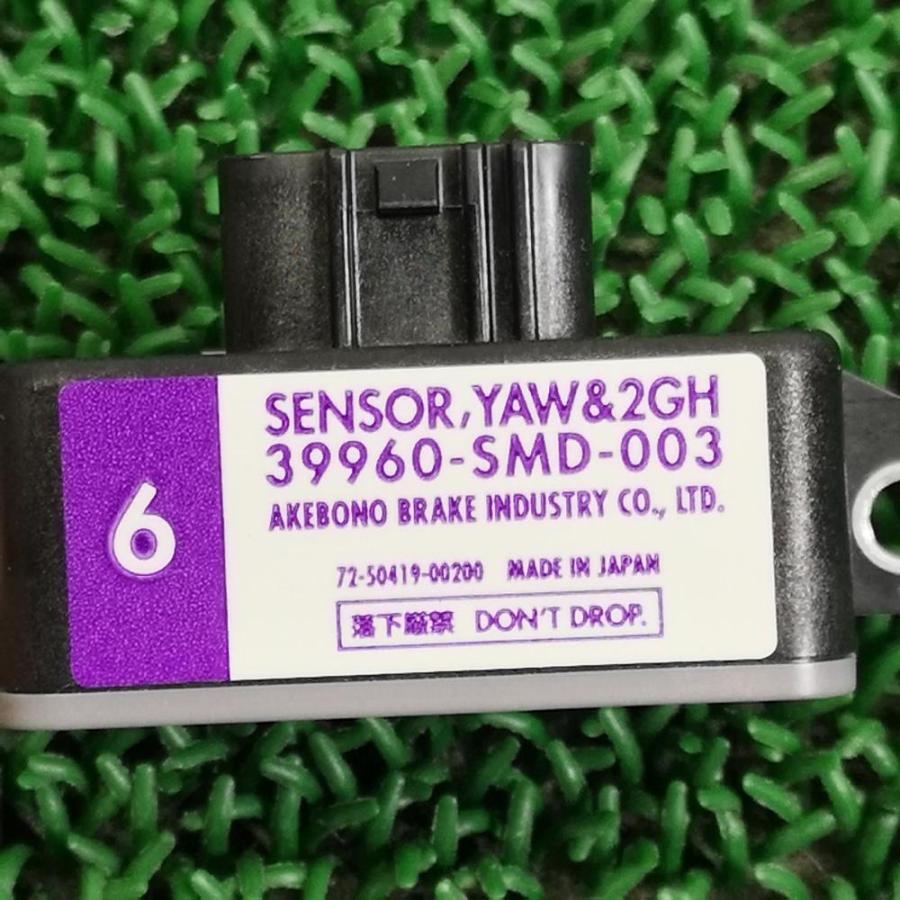 6
SENSOR,YAW&2GH
39960-SMD-003
AKEBONO BRAKE INDUSTRY CO., LTD.
72-50419-00200 MADE IN JAPAN
落下厳禁 DON'T DROP.